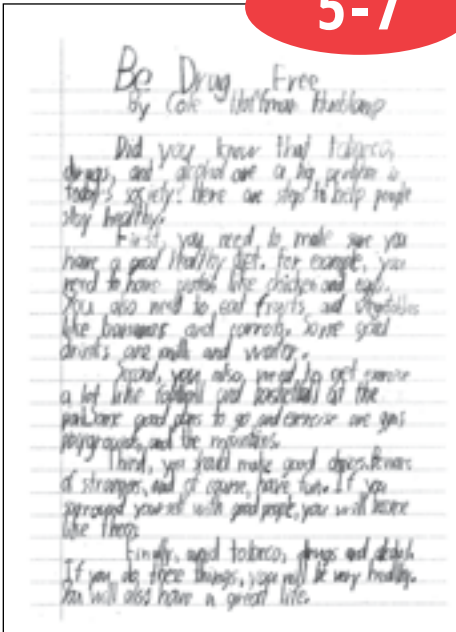 5-7
Be Drug Free
By Cole Hoffman
Did you know that tobacco,
drugs, and alcohol are a big problem in
today's society? Here are steps to help people
stay healthy.
First, you need to make sure you
have a good healthy diet. For example, you
need to have protein like chicken and eggs.
You also need to eat fruits and vegetables
like bananas and carrots. Some good
drinks are milk and water.
Second, you also need to get exercise
a lot like football and basketball at the
park. Some good places to go and exercise are gyms
playgrounds, and the mountains.
Third, you should make good choices. Beware
of strangers, and of course, have fun. If you
surround yourself with good people, you will become
like them.
Finally, avoid tobacco, drugs and alcohol.
If you do these things, you will be very healthy.
You will also have a great life.